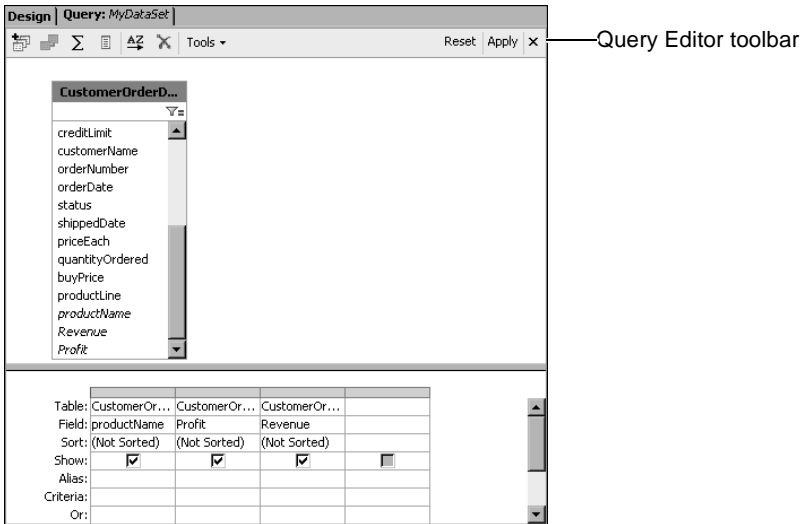 Design Query: MyDataSet
Tools Reset Apply
Query Editor toolbar
CustomerOrderD...
creditLimit
customerName
orderNumber
orderDate
status
shippedDate
priceEach
quantityOrdered
buyPrice
productLine
productName
Revenue
Profit
Table: CustomerOr... CustomerOr... CustomerOr...
Field: productName Profit Revenue
Sort: (Not Sorted) (Not Sorted) (Not Sorted)
Show:
Alias:
Criteria:
Or: